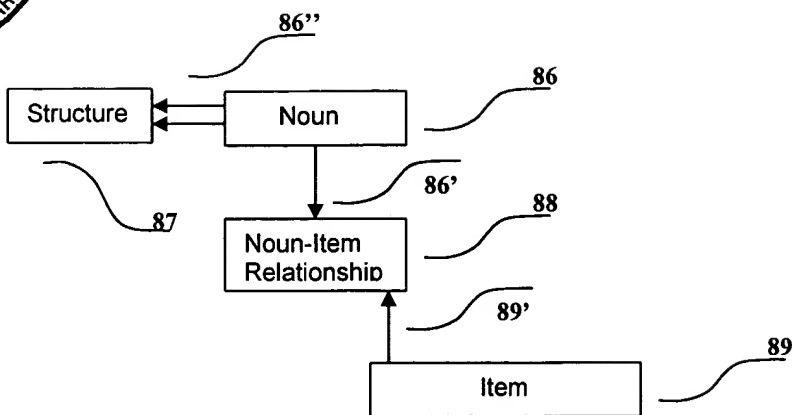 86’’
Structure
Noun
86
86’
87
88
Noun-Item
Relationship
89’
89
Item